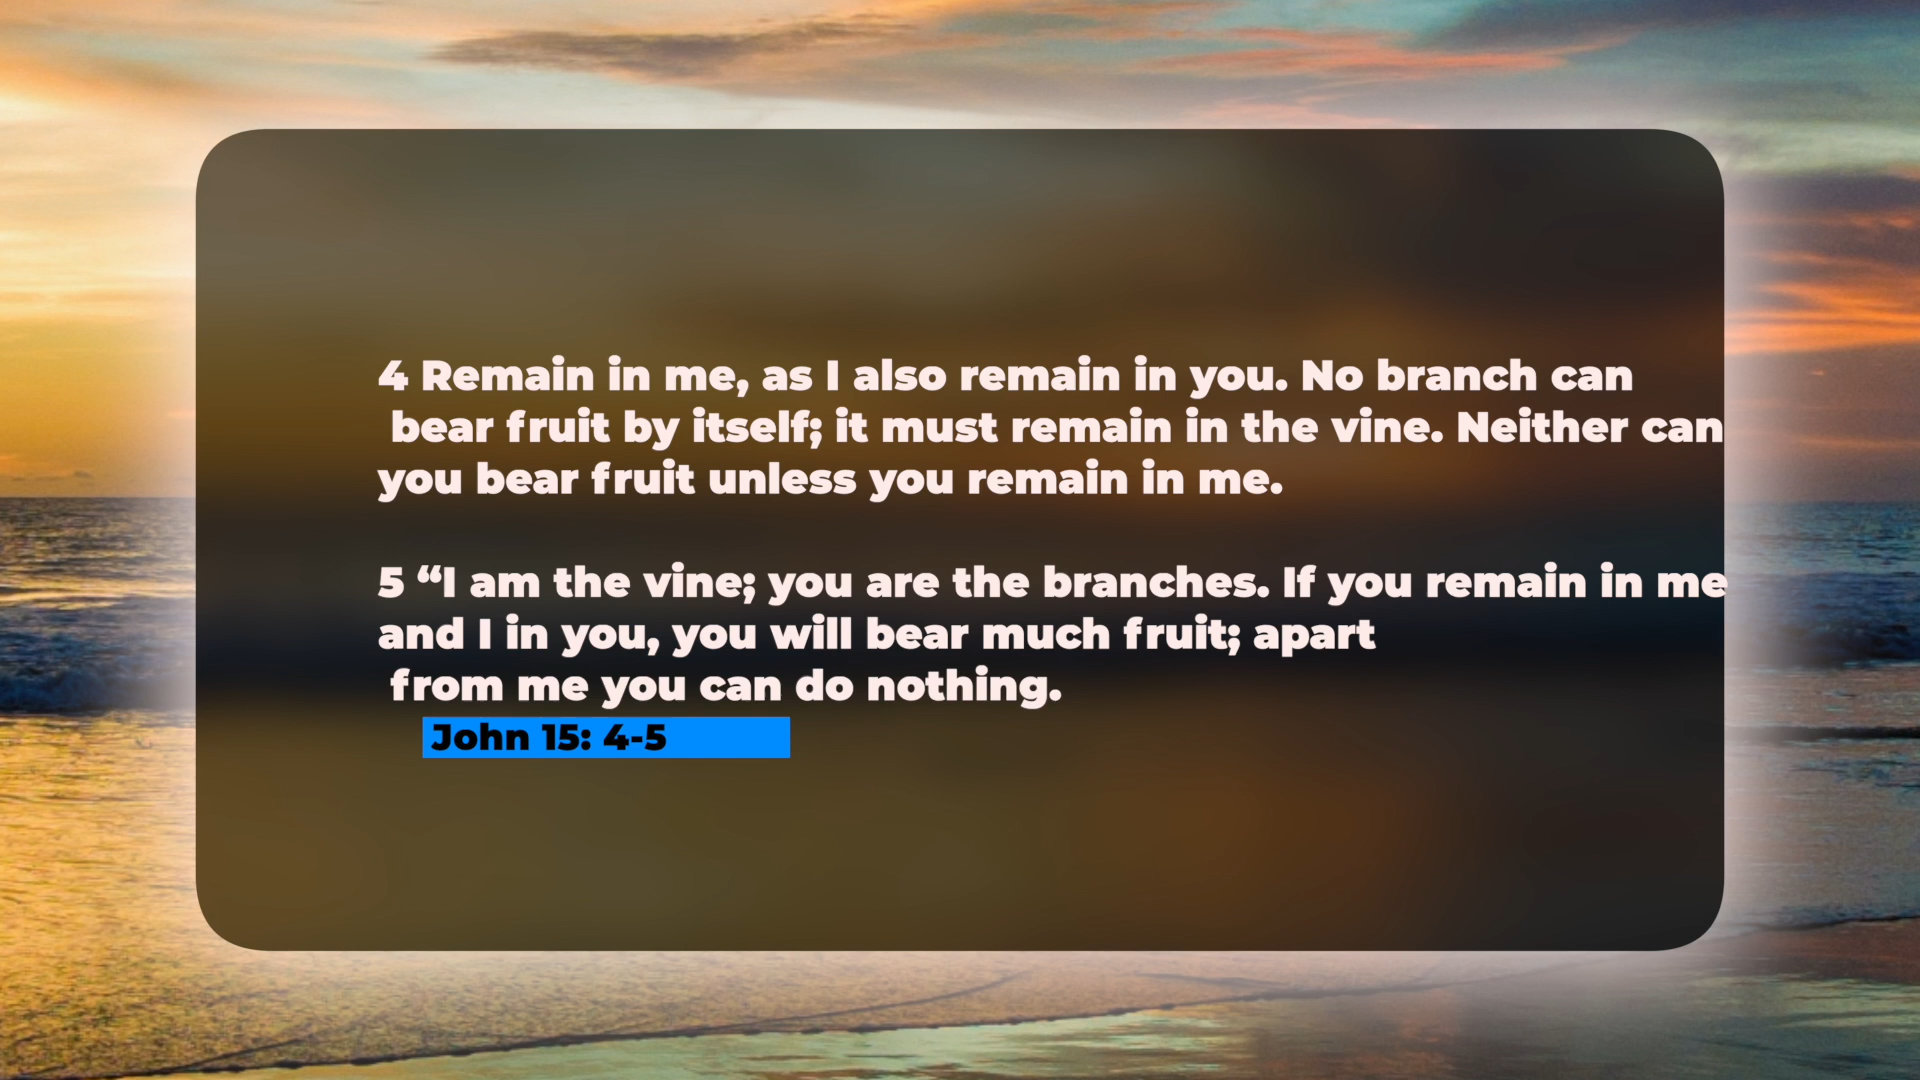 4 Remain in me, as I also remain in you. No branch can
bear fruit by itself; it must remain in the vine. Neither can
you bear fruit unless you remain in me.
5 “I am the vine; you are the branches. If you remain in me
and I in you, you will bear much fruit; apart
from me you can do nothing.
John 15: 4-5